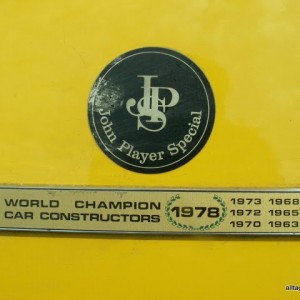 JPS
John Player Special
WORLD CHAMPION
CAR CONSTRUCTORS
1978
1973 1968
1972 1965
1970 1963